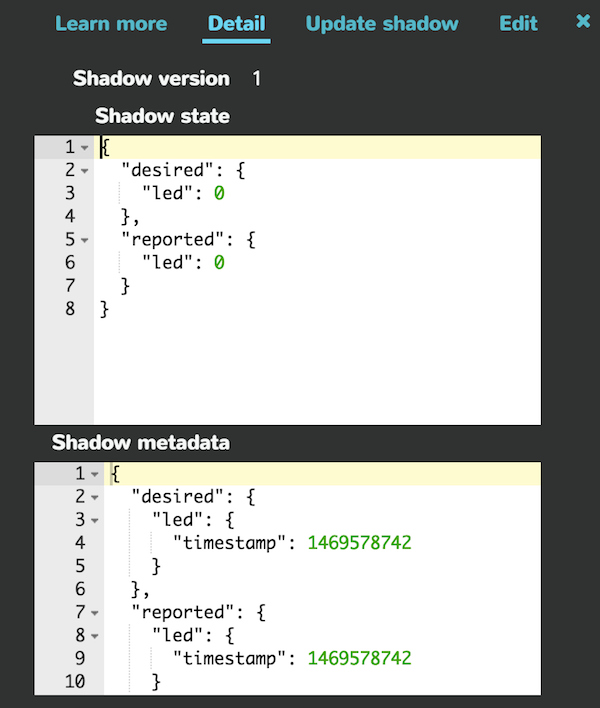 Learn more Detail Update shadow Edit ×
Shadow version 1
Shadow state
1 {
2 "desired": {
3 "led": 0
4 },
5 "reported": {
6 "led": 0
7 }
8 }
Shadow metadata
1 {
2 "desired": {
3 "led": {
4 "timestamp": 1469578742
5 }
6 },
7 "reported": {
8 "led": {
9 "timestamp": 1469578742
10 }